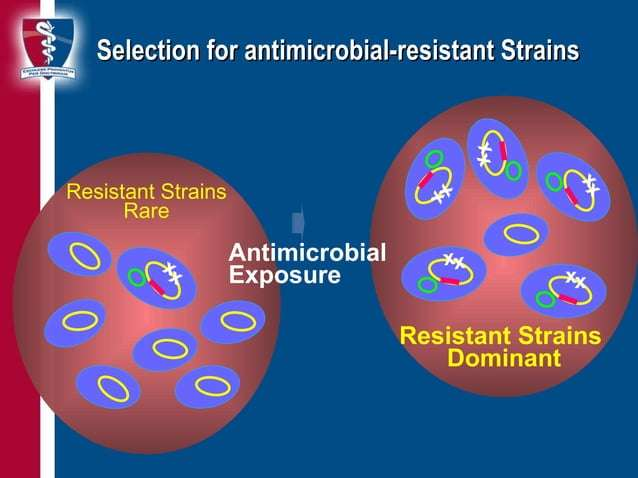 Selection for antimicrobial-resistant Strains
Resistant Strains
Rare
x x
Antimicrobial
Exposure
x x
x x
x x
x x
x x
Resistant Strains
Dominant